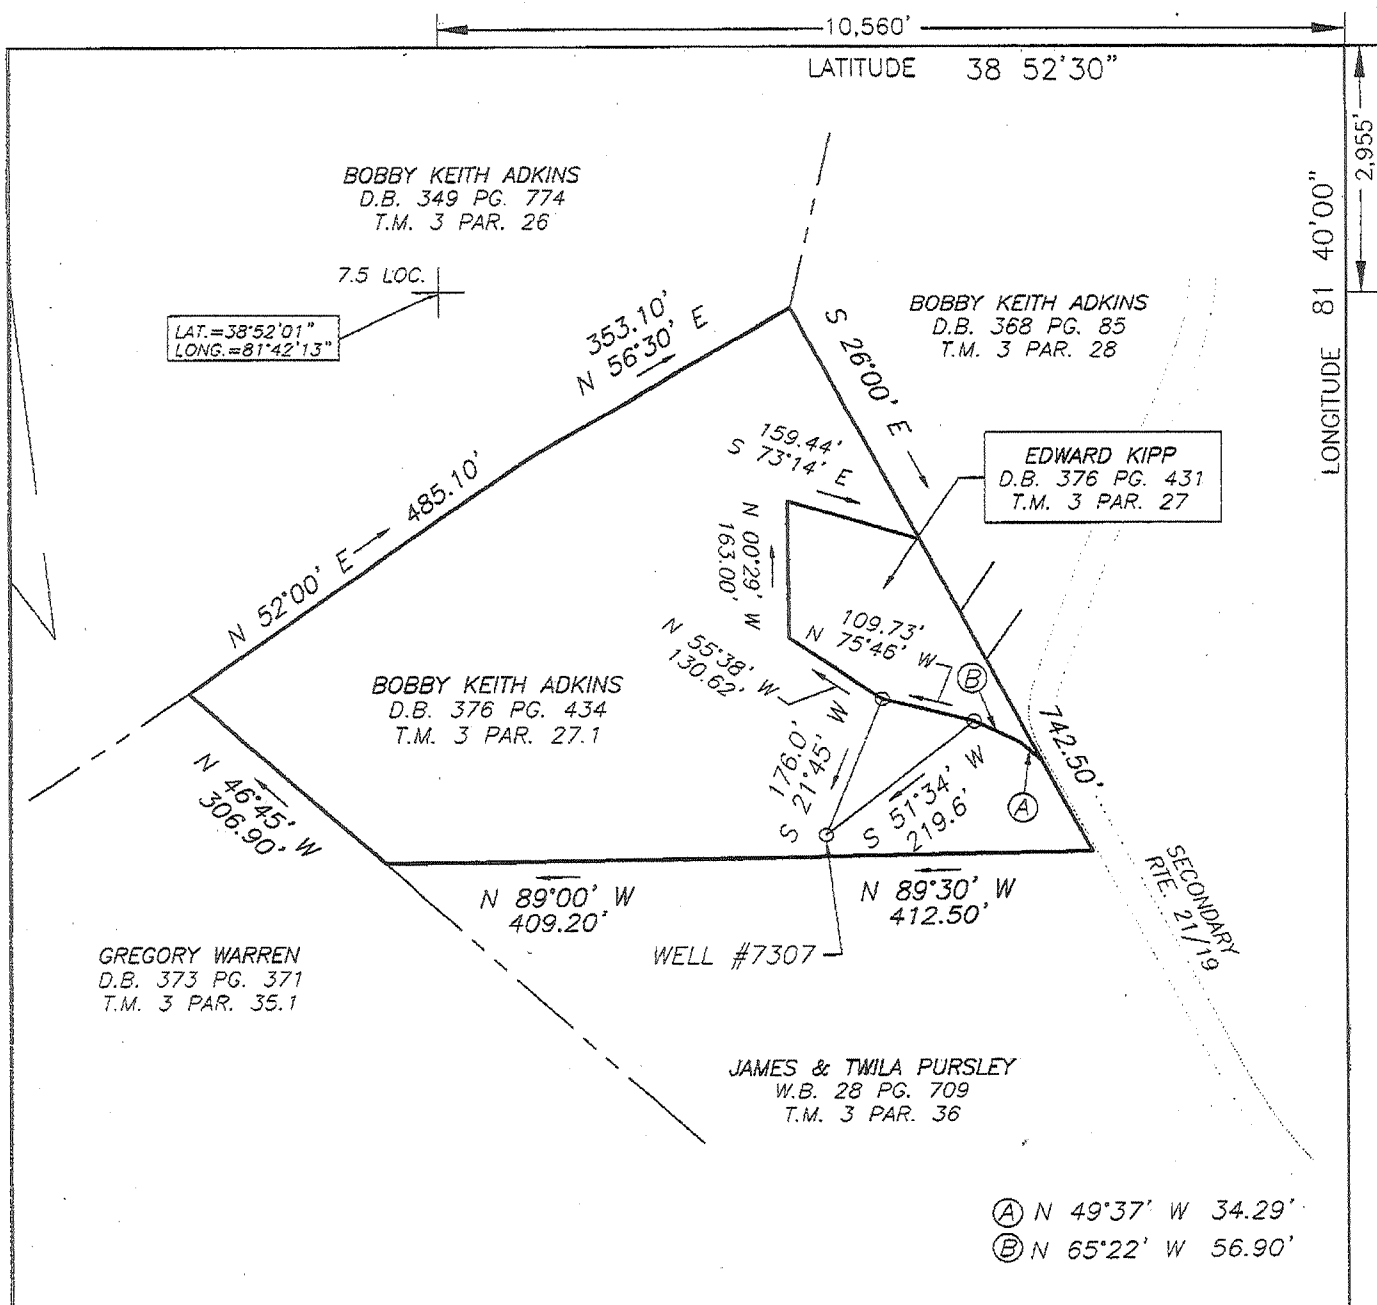 10,560'
LATITUDE 38 52'30"
2,955'
LONGITUDE 81 40'00"
BOBBY KEITH ADKINS
D.B. 349 PG. 774
T.M. 3 PAR. 26
7.5 LOC.
LAT.=38°52'01"
LONG.=81°42'13"
353.10'
N 56°30' E
BOBBY KEITH ADKINS
D.B. 368 PG. 85
T.M. 3 PAR. 28
S 26°00' E
742.50'
N 52°00' E 485.10'
159.44'
S 73°14' E
EDWARD KIPP
D.B. 376 PG. 431
T.M. 3 PAR. 27
N 00°29' W
163.00'
109.73'
N 75°46' W
N 55°38' W
130.62'
B
BOBBY KEITH ADKINS
D.B. 376 PG. 434
T.M. 3 PAR. 27.1
176.0'
S 21°45' W
S 51°34' W
219.6'
A
N 46°45' W
306.90'
N 89°00' W
409.20'
N 89°30' W
412.50'
SECONDARY
RTE. 21/19
WELL #7307
GREGORY WARREN
D.B. 373 PG. 371
T.M. 3 PAR. 35.1
JAMES & TWILA PURSLEY
W.B. 28 PG. 709
T.M. 3 PAR. 36
A N 49°37' W 34.29'
B N 65°22' W 56.90'